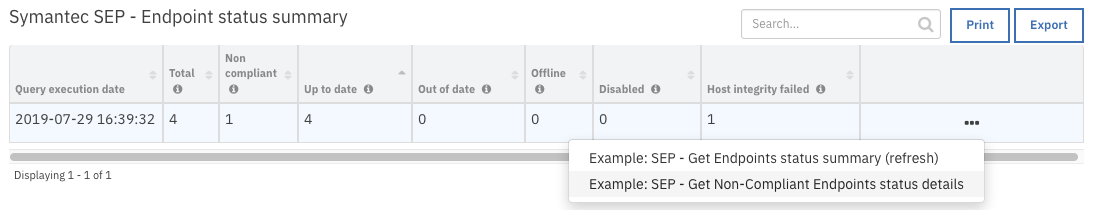 Symantec SEP - Endpoint status summary
Search...
Print
Export
Query execution date
Total
Non compliant
Up to date
Out of date
Offline
Disabled
Host integrity failed
2019-07-29 16:39:32 4 1 4 0 0 0 1 •••
Example: SEP - Get Endpoints status summary (refresh)
Example: SEP - Get Non-Compliant Endpoints status details
Displaying 1 - 1 of 1